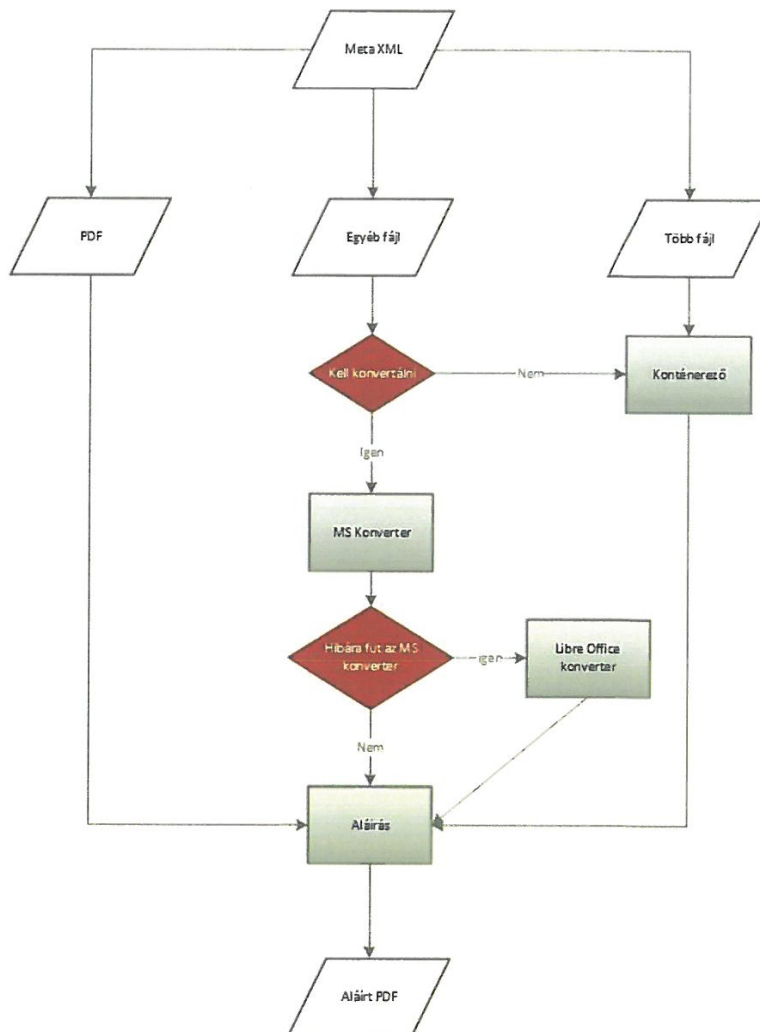 Meta XML
PDF
Egyéb fájl
Több fájl
Kell konvertálni
Nem
Konténerező
Igen
MS Konverter
Hibára fut az MS
konverter
Igen
Libre Office
konverter
Nem
Aláírás
Aláírt PDF